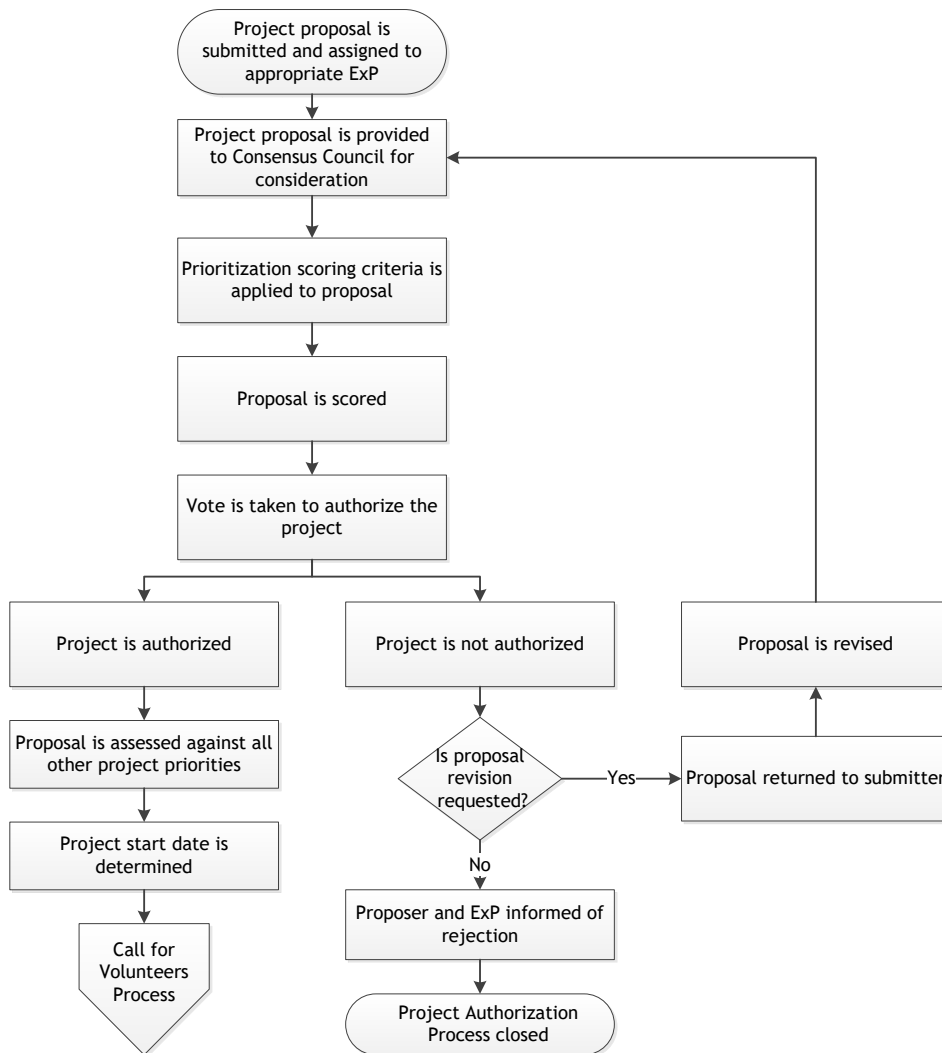 Project proposal is
submitted and assigned to
appropriate ExP
Project proposal is provided
to Consensus Council for
consideration
Prioritization scoring criteria is
applied to proposal
Proposal is scored
Vote is taken to authorize the
project
Project is authorized
Project is not authorized
Proposal is revised
Proposal is assessed against all
other project priorities
Is proposal
revision
requested?
Yes
Proposal returned to submitter
Project start date is
determined
No
Call for
Volunteers
Process
Proposer and ExP informed of
rejection
Project Authorization
Process closed